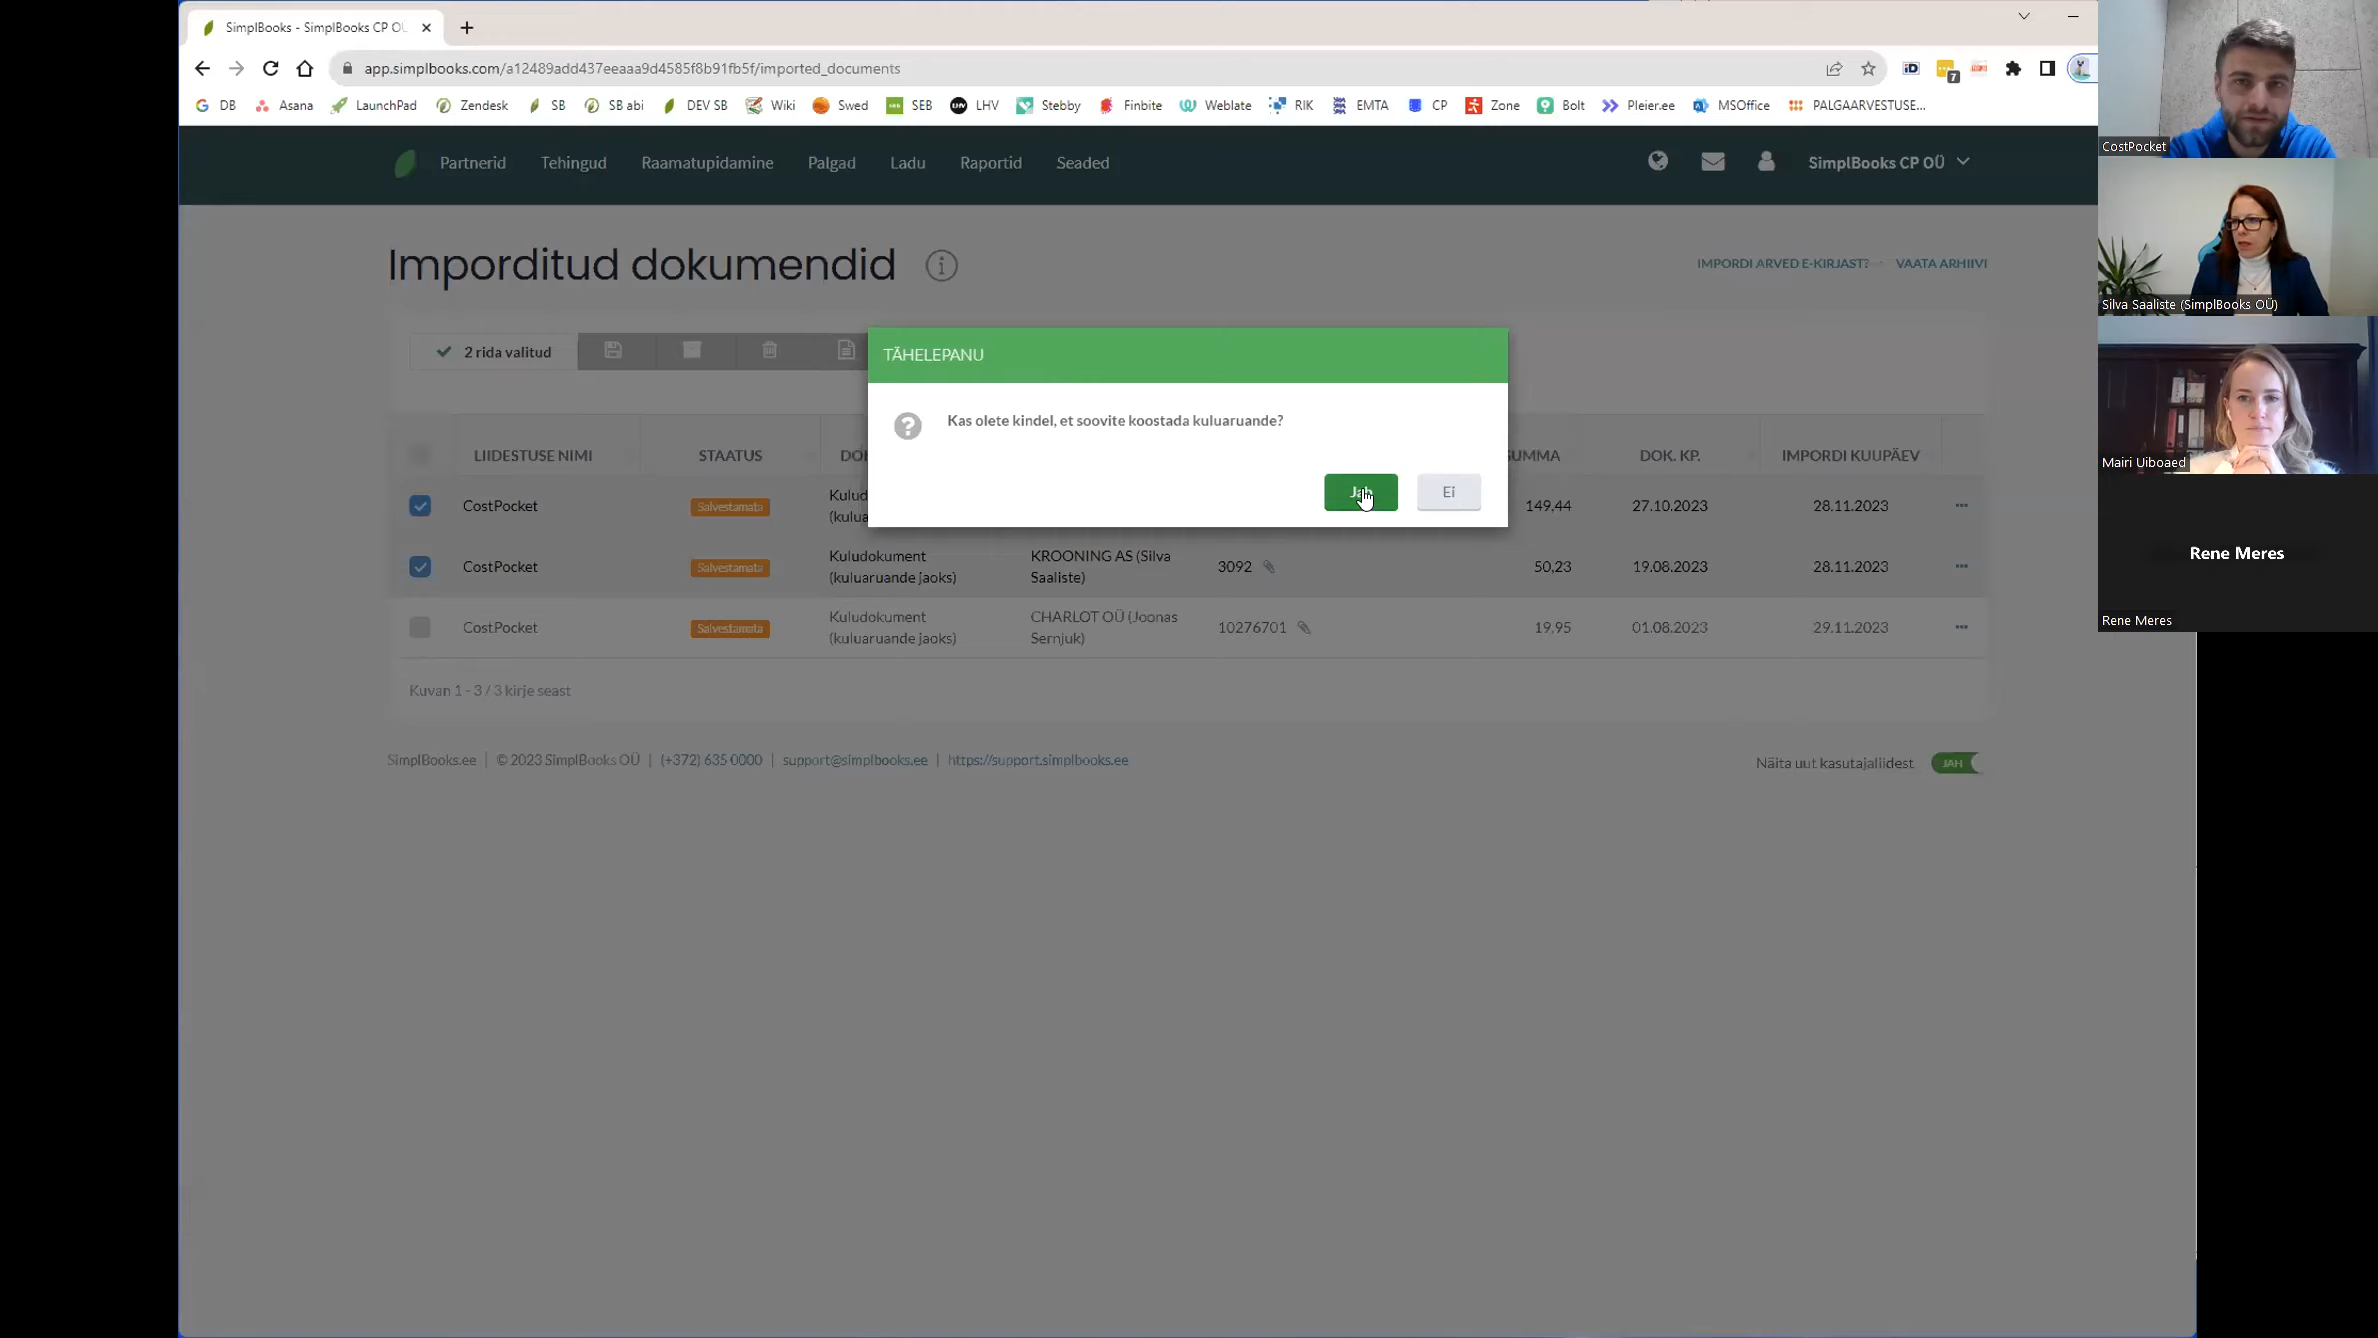 SimplBooks - SimplBooks CP OÜ
app.simplbooks.com/a12489add437eeaaa9d4585f8b91fb5f/imported_documents
DB Asana LaunchPad Zendesk SB SB abi DEV SB Wiki Swed SEB LHV Stebby Finbite Weblate RIK EMTA CP Zone Bolt Pleier.ee MSOffice PALGAARVESTUSE...
7
Partnerid Tehingud Raamatupidamine Palgad Ladu Raportid Seaded SimplBooks CP OÜ
Imporditud dokumendid
IMPORDI ARVED E-KIRJAST? VAATA ARHIIVI
2 rida valitud
TÄHELEPANU
Kas olete kindel, et soovite koostada kuluaruande?
Jah Ei
LIIDESTUSE NIMI STAATUS SUMMA DOK. KP. IMPORDI KUUPÄEV
CostPocket Salvestamata 149,44 27.10.2023 28.11.2023
CostPocket Salvestamata Kuludokument (kuluaruande jaoks) KROONING AS (Silva Saaliste) 3092 50,23 19.08.2023 28.11.2023
CostPocket Salvestamata Kuludokument (kuluaruande jaoks) CHARLOT OÜ (Joonas Sernjuk) 10276701 19,95 01.08.2023 29.11.2023
Kuvan 1 - 3 / 3 kirje seast
SimplBooks.ee | © 2023 SimplBooks OÜ | (+372) 635 0000 | support@simplbooks.ee | https://support.simplbooks.ee
Näita uut kasutajaliidest JAH
CostPocket
Silva Saaliste (SimplBooks OÜ)
Mairi Uiboaed
Rene Meres
Rene Meres